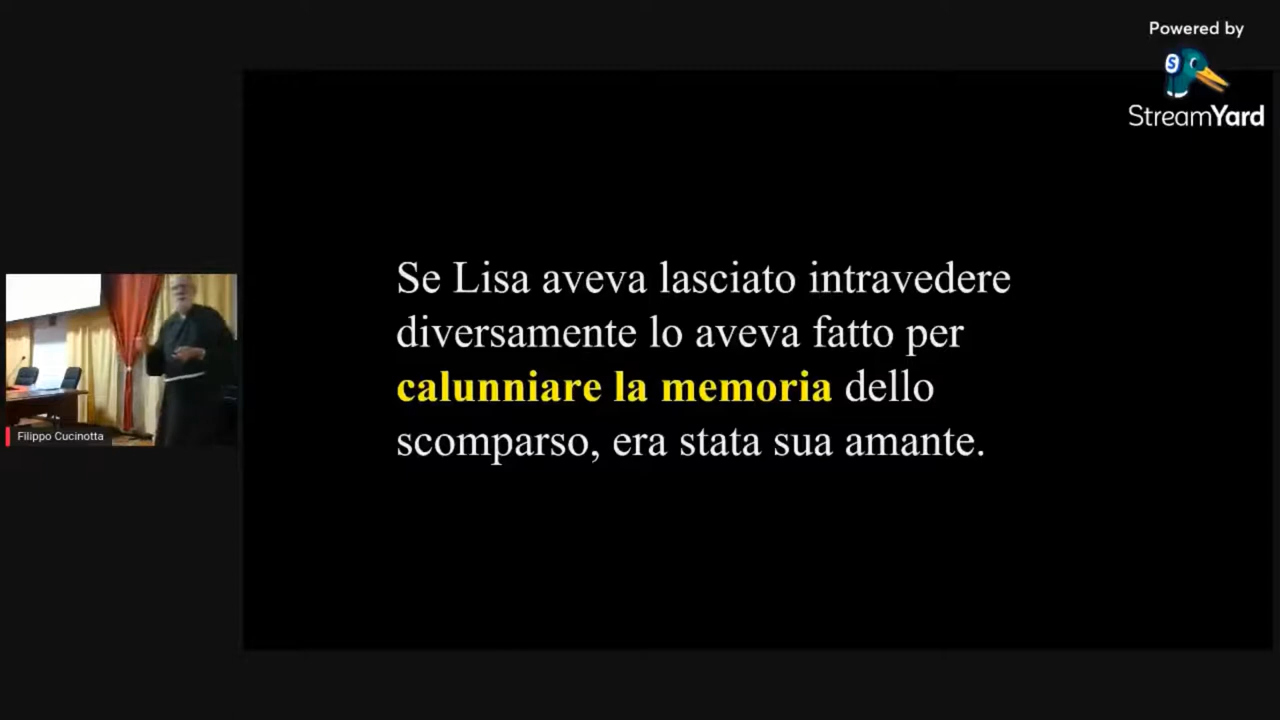 Powered by
S
StreamYard
Se Lisa aveva lasciato intravedere
diversamente lo aveva fatto per
calunniare la memoria dello
scomparso, era stata sua amante.
Filippo Cucinotta